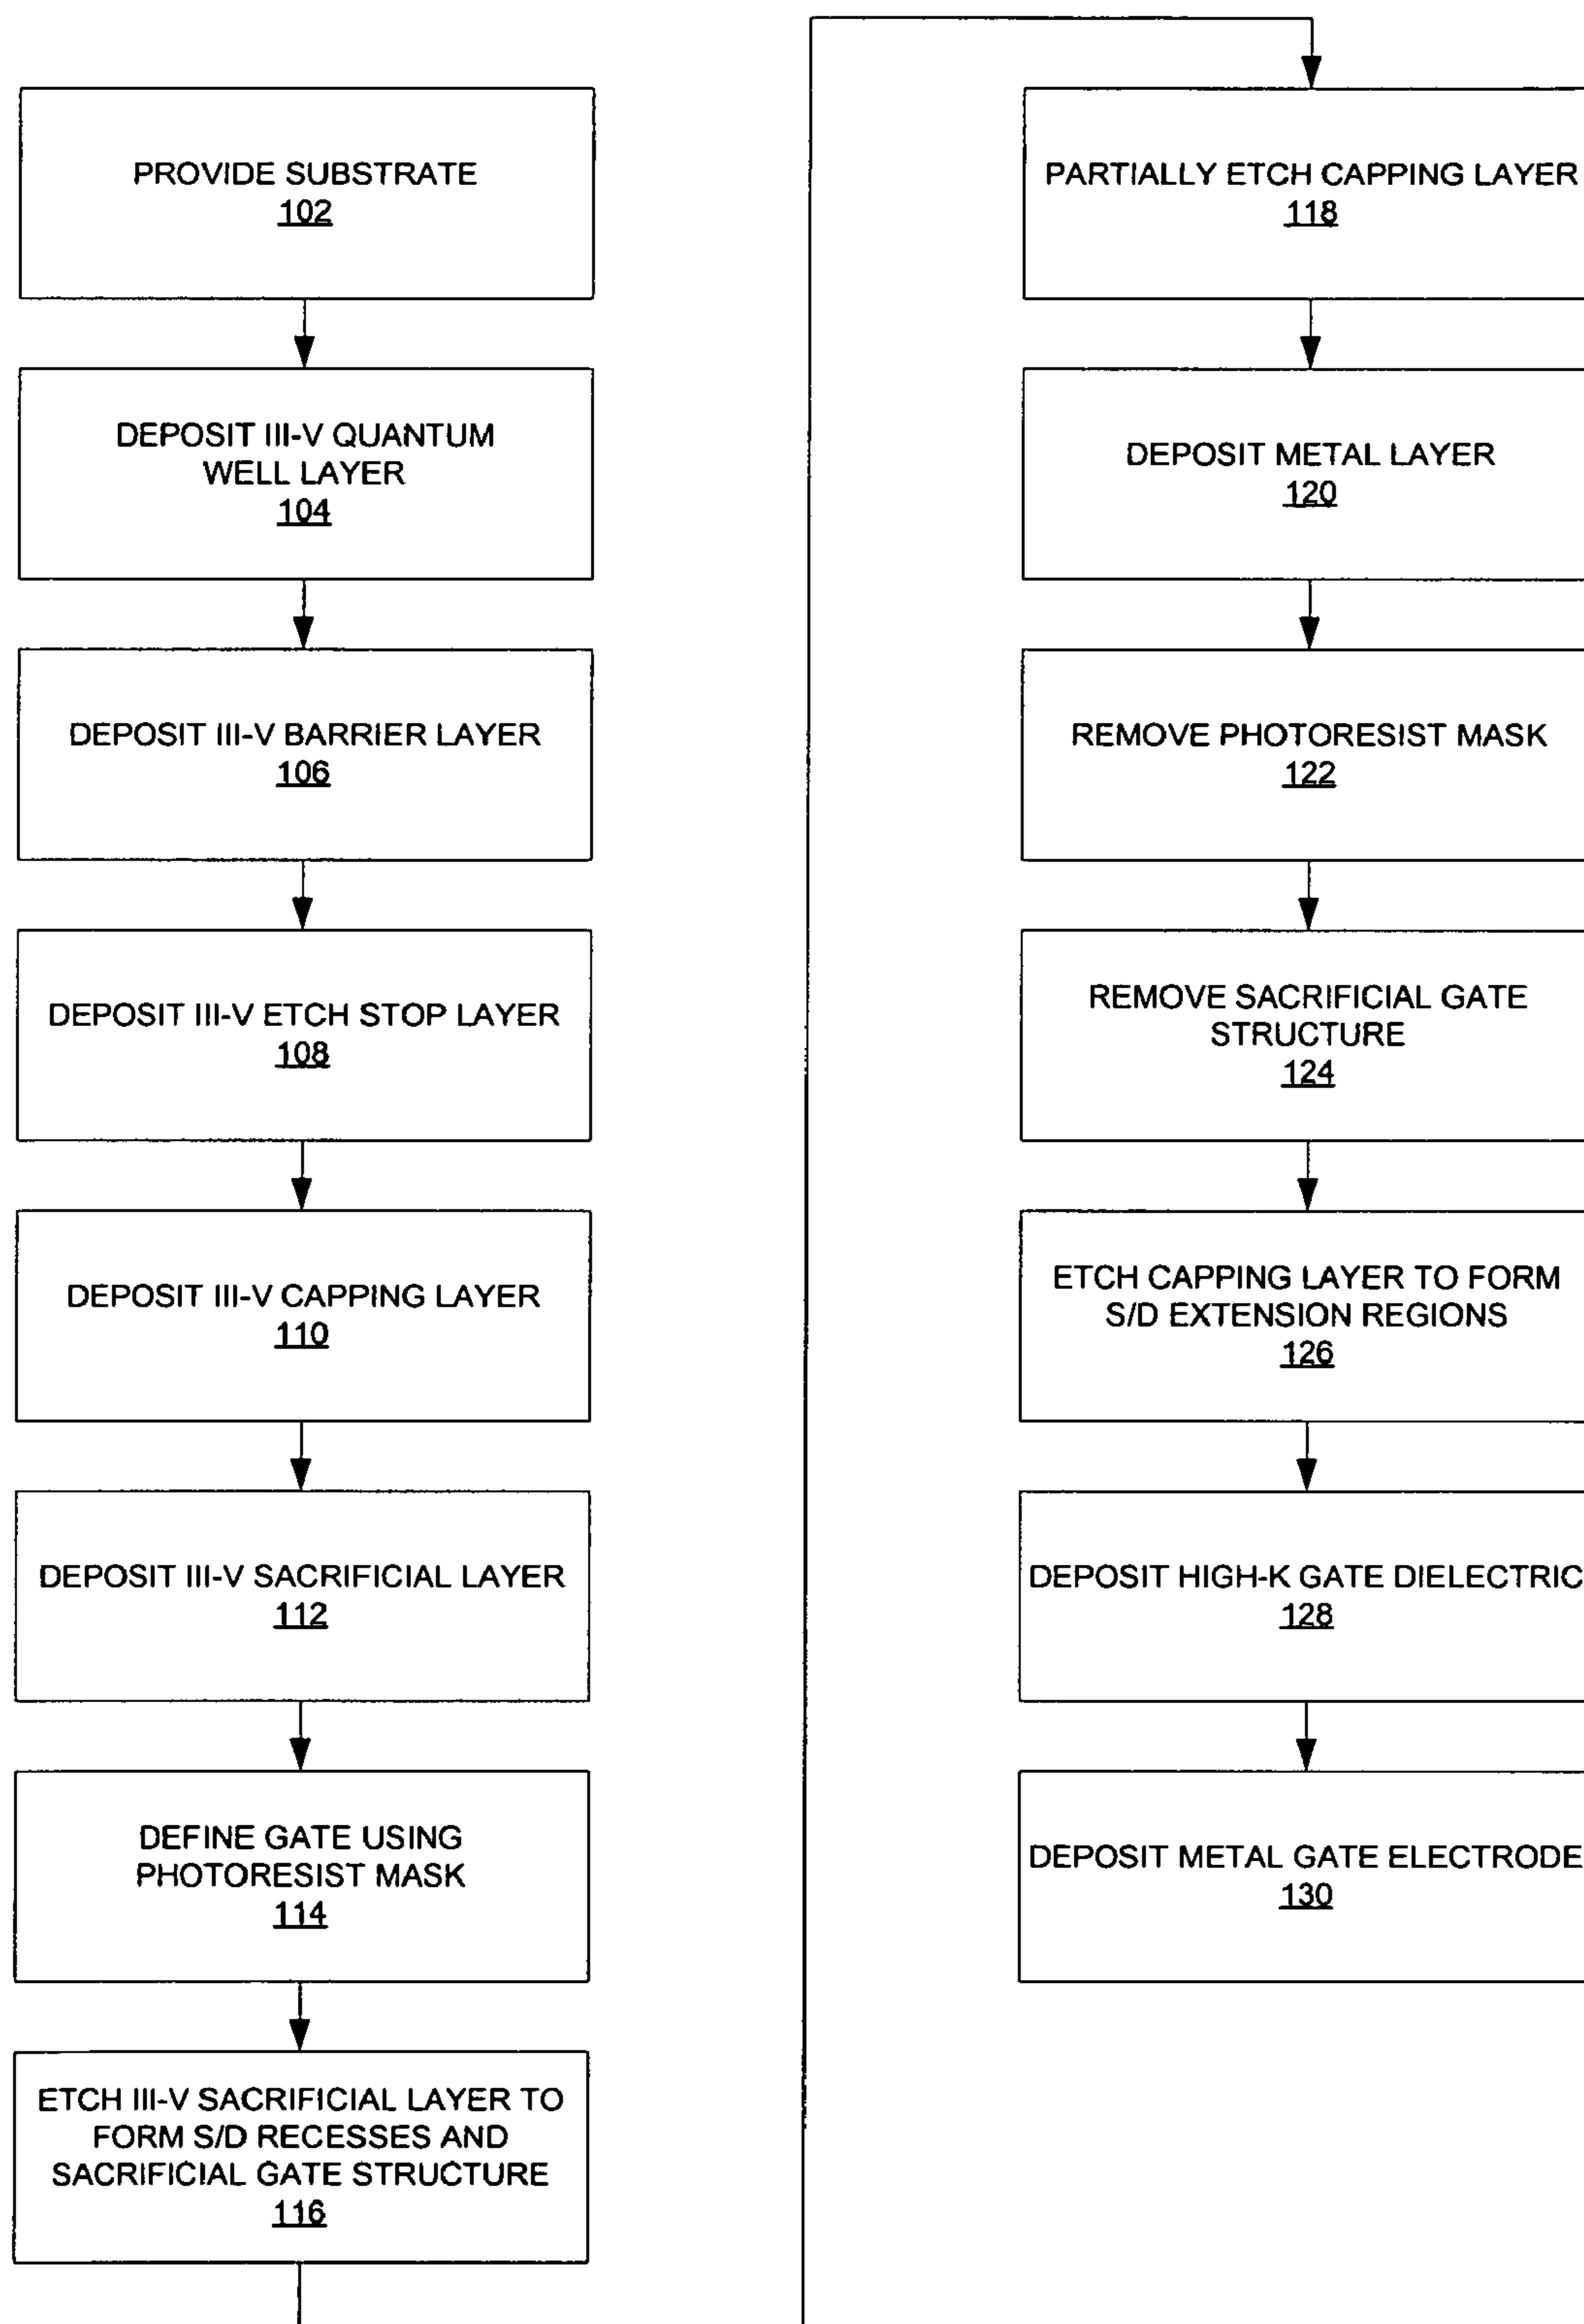 PROVIDE SUBSTRATE
102
DEPOSIT III-V QUANTUM
WELL LAYER
104
DEPOSIT III-V BARRIER LAYER
106
DEPOSIT III-V ETCH STOP LAYER
108
DEPOSIT III-V CAPPING LAYER
110
DEPOSIT III-V SACRIFICIAL LAYER
112
DEFINE GATE USING
PHOTORESIST MASK
114
ETCH III-V SACRIFICIAL LAYER TO
FORM S/D RECESSES AND
SACRIFICIAL GATE STRUCTURE
116
PARTIALLY ETCH CAPPING LAYER
118
DEPOSIT METAL LAYER
120
REMOVE PHOTORESIST MASK
122
REMOVE SACRIFICIAL GATE
STRUCTURE
124
ETCH CAPPING LAYER TO FORM
S/D EXTENSION REGIONS
126
DEPOSIT HIGH-K GATE DIELECTRIC
128
DEPOSIT METAL GATE ELECTRODE
130